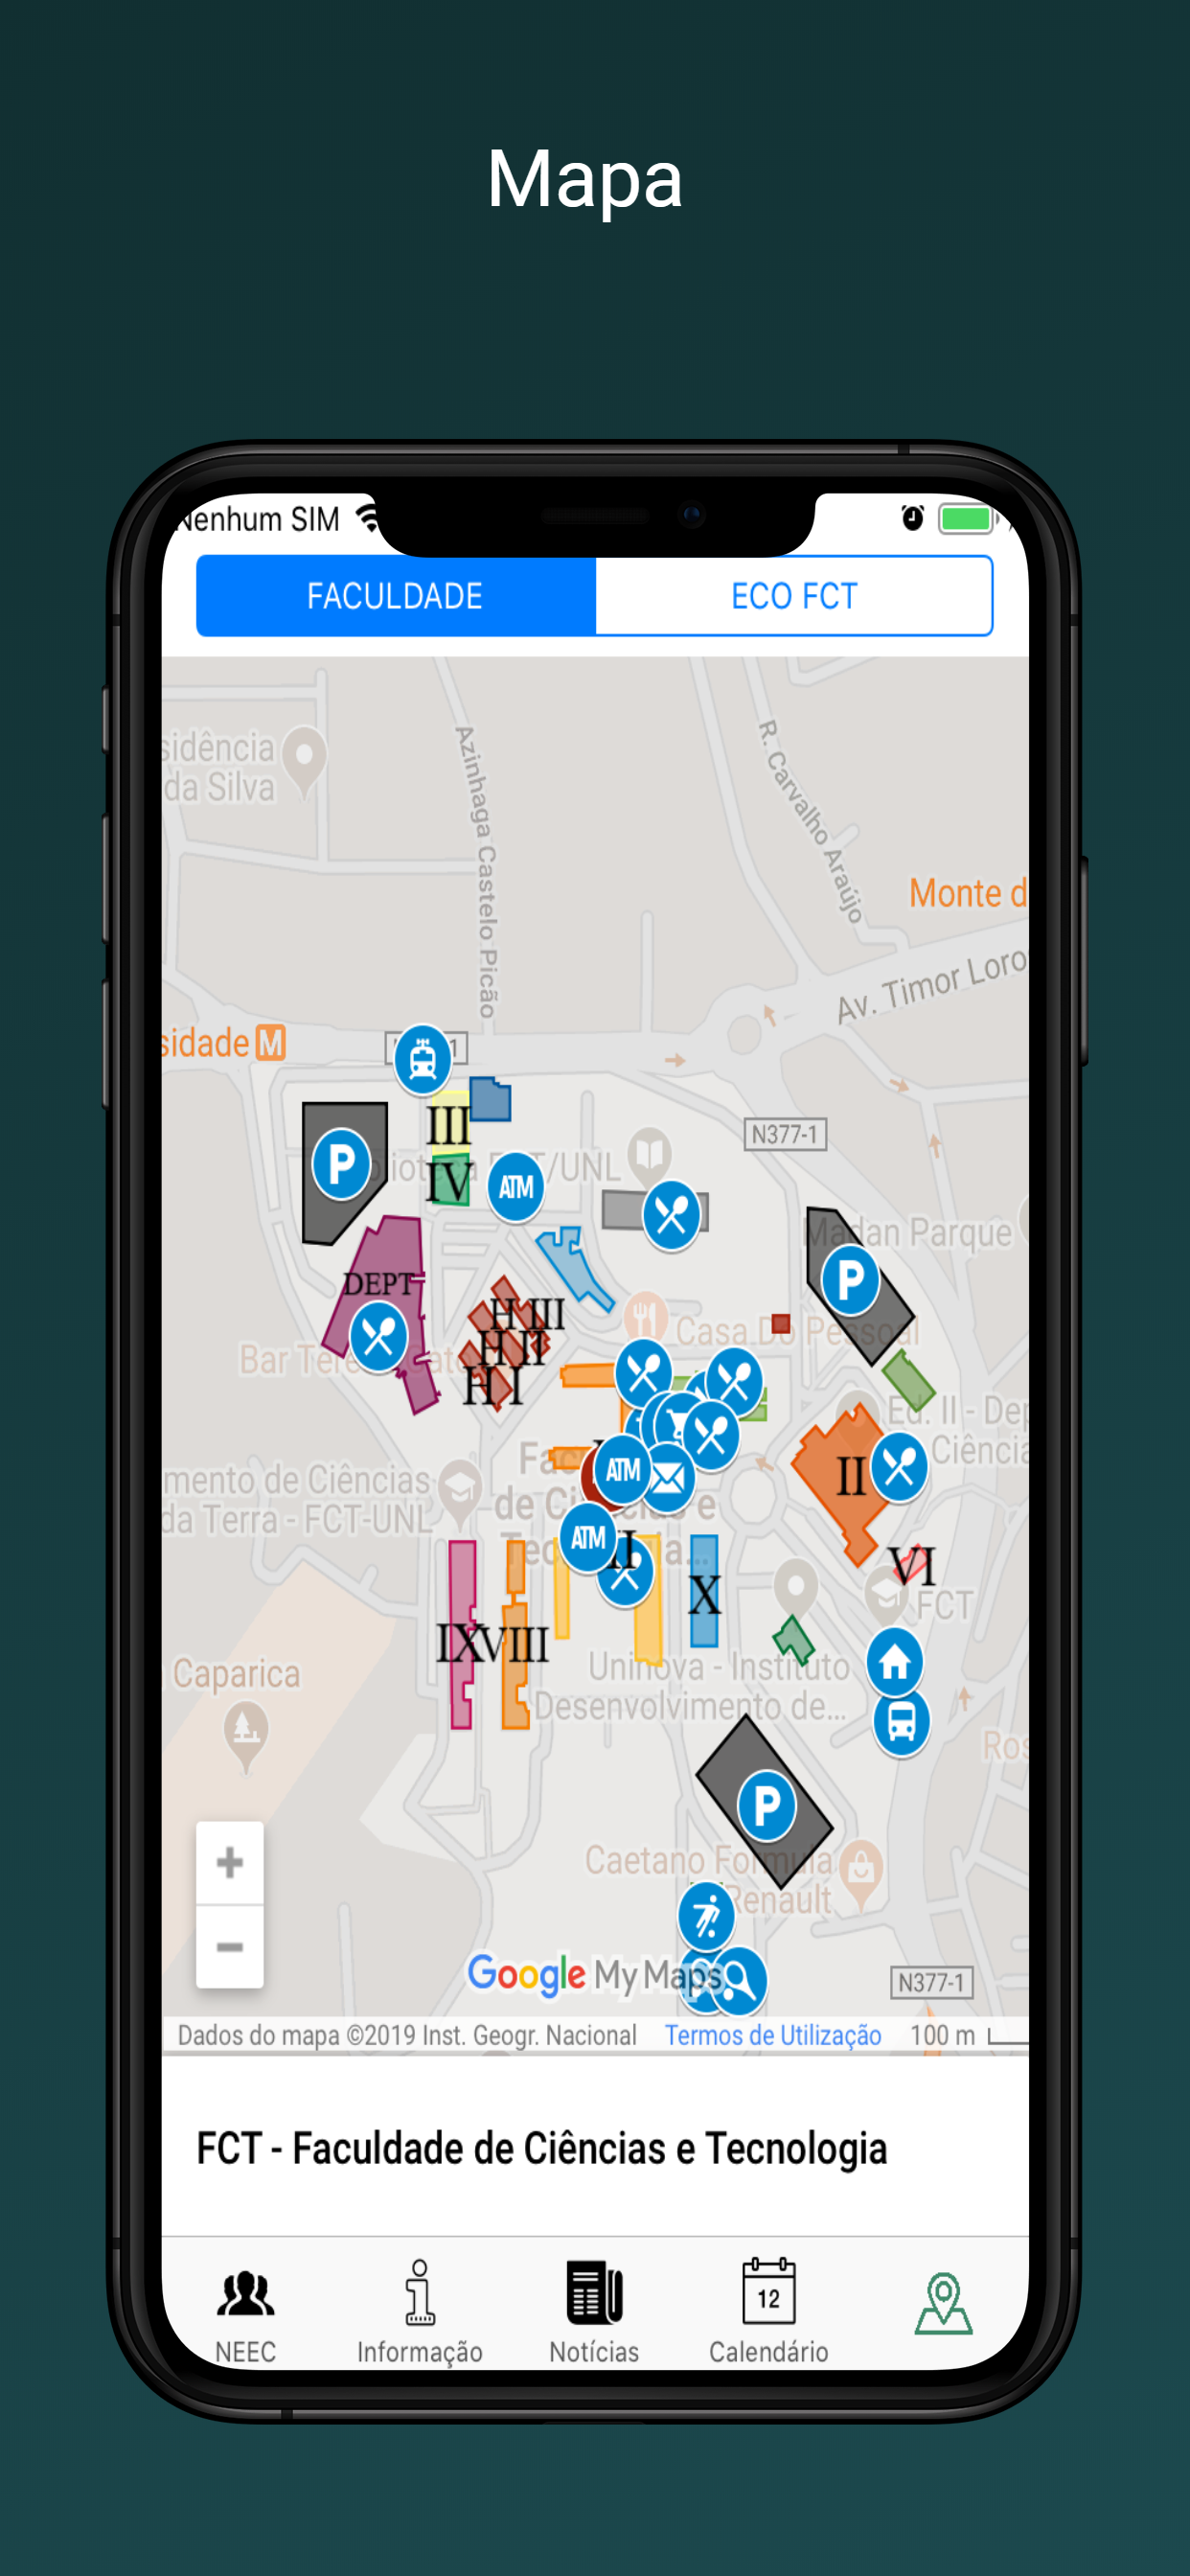 Mapa
Nenhum SIM
FACULDADE
ECO FCT
sidência
da Silva
Azinhaga Castelo Picão
R. Carvalho Araújo
Monte d
Av. Timor Loro
sidade M
1
III
N377-1
P
IV
ATM
/UNL
Madan Parque
P
DEPT
H III
Casa Do Pessoal
H II
Bar
H I
Ed. II - Dep
Ciência
mento de Ciências
da Terra - FCT-UNL
ATM
II
de Ciências e
ATM
II
VI
X
FCT
IX
VIII
Uninova - Instituto
Desenvolvimento de...
Caparica
Ros
P
Caetano Formula
Renault
+
−
Google My Maps
N377-1
Dados do mapa ©2019 Inst. Geogr. Nacional
Termos de Utilização
100 m
FCT - Faculdade de Ciências e Tecnologia
12
NEEC
Informação
Notícias
Calendário